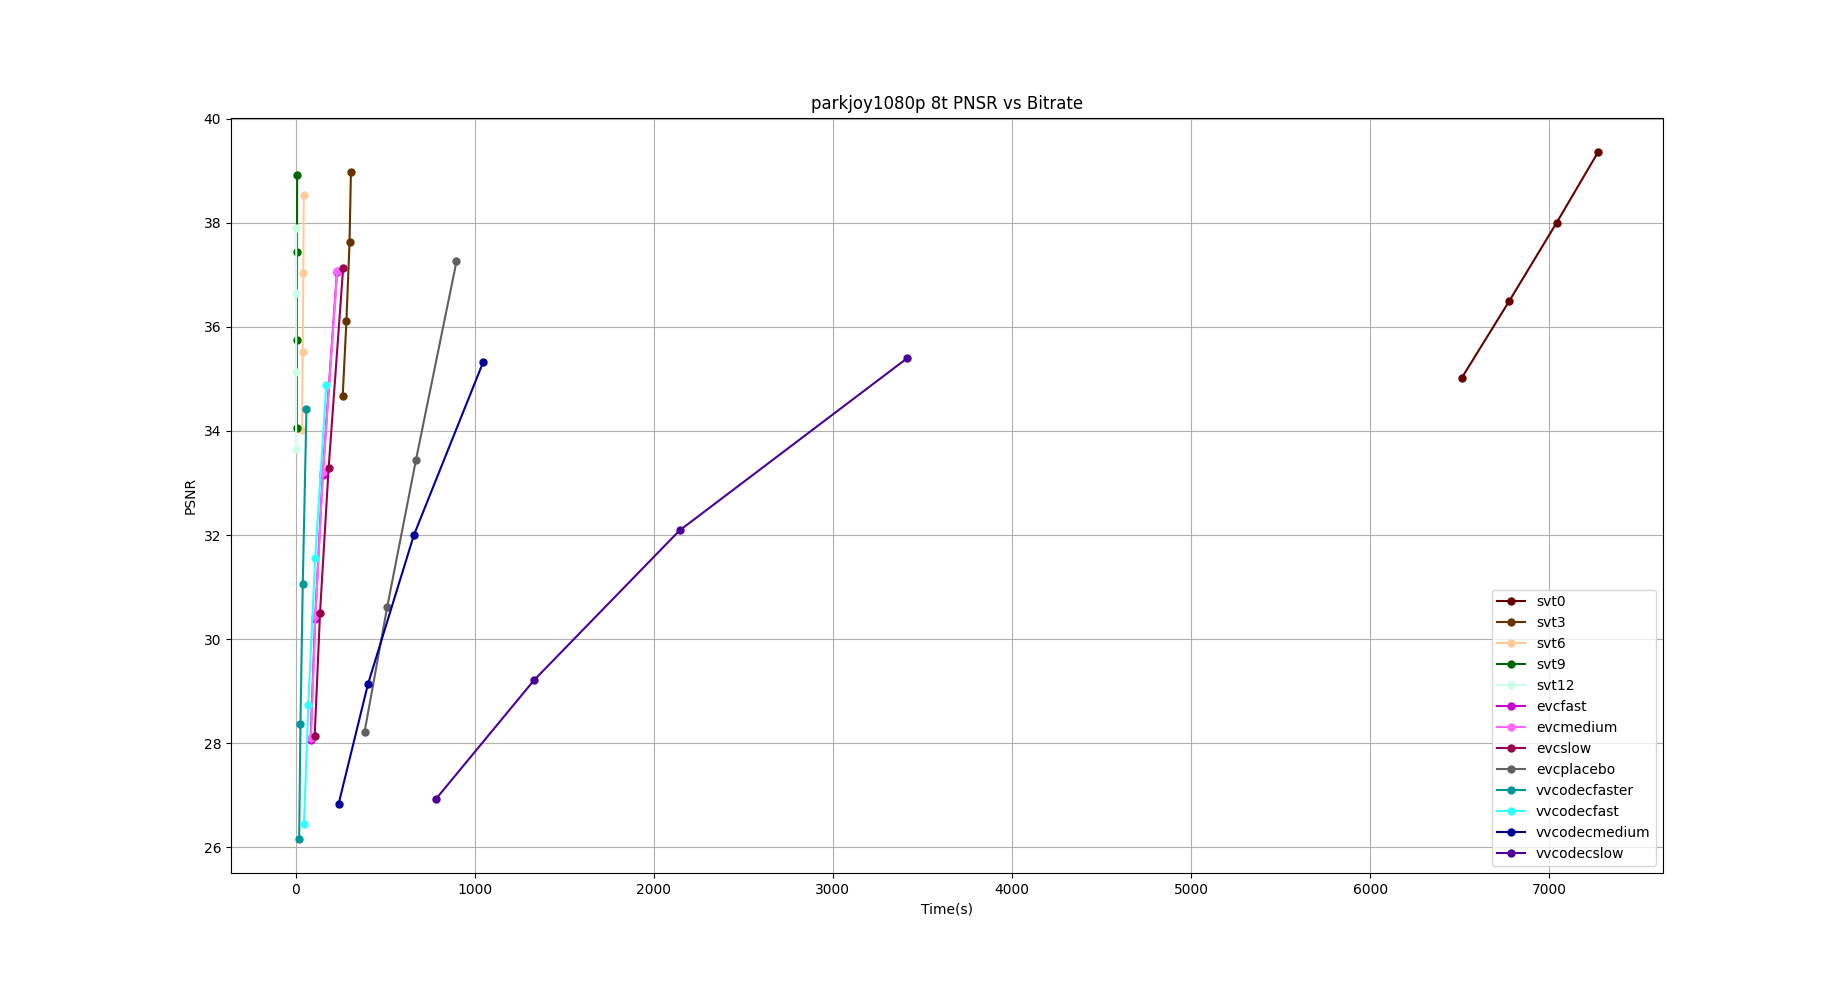 parkjoy1080p 8t PNSR vs Bitrate
40
38
36
34
32
30
28
26
PSNR
0 1000 2000 3000 4000 5000 6000 7000
Time(s)
svt0
svt3
svt6
svt9
svt12
evcfast
evcmedium
evcslow
evcplacebo
vvcodecfaster
vvcodecfast
vvcodecmedium
vvcodecslow